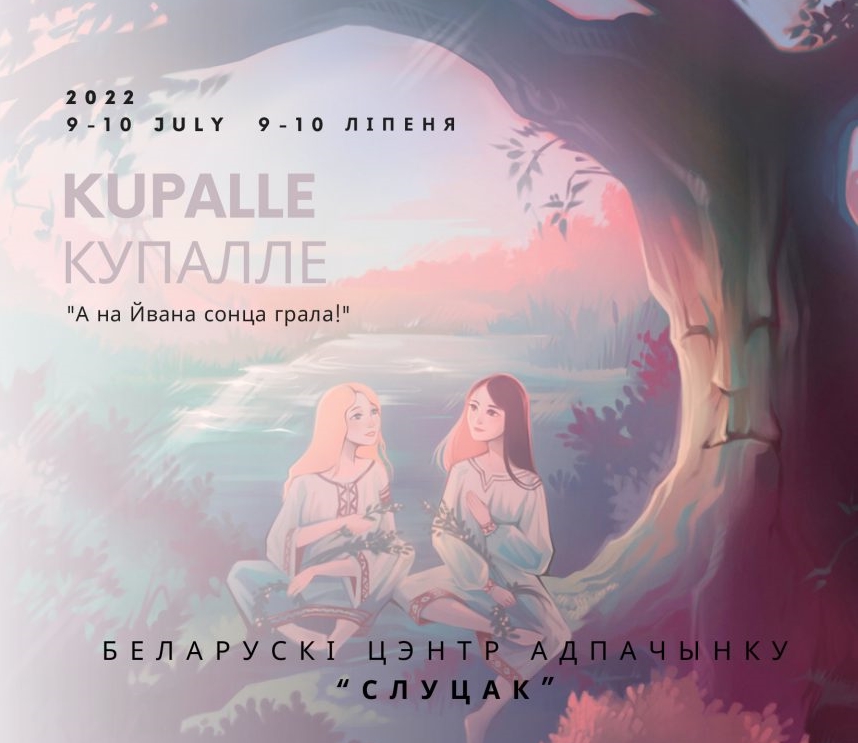 2022
9-10 JULY 9-10 ЛІПЕНЯ
KUPALLE
КУПАЛЛЕ
"А на Йвана сонца грала!"
БЕЛАРУСКІ ЦЭНТР АДПАЧЫНКУ
“СЛУЦАК”